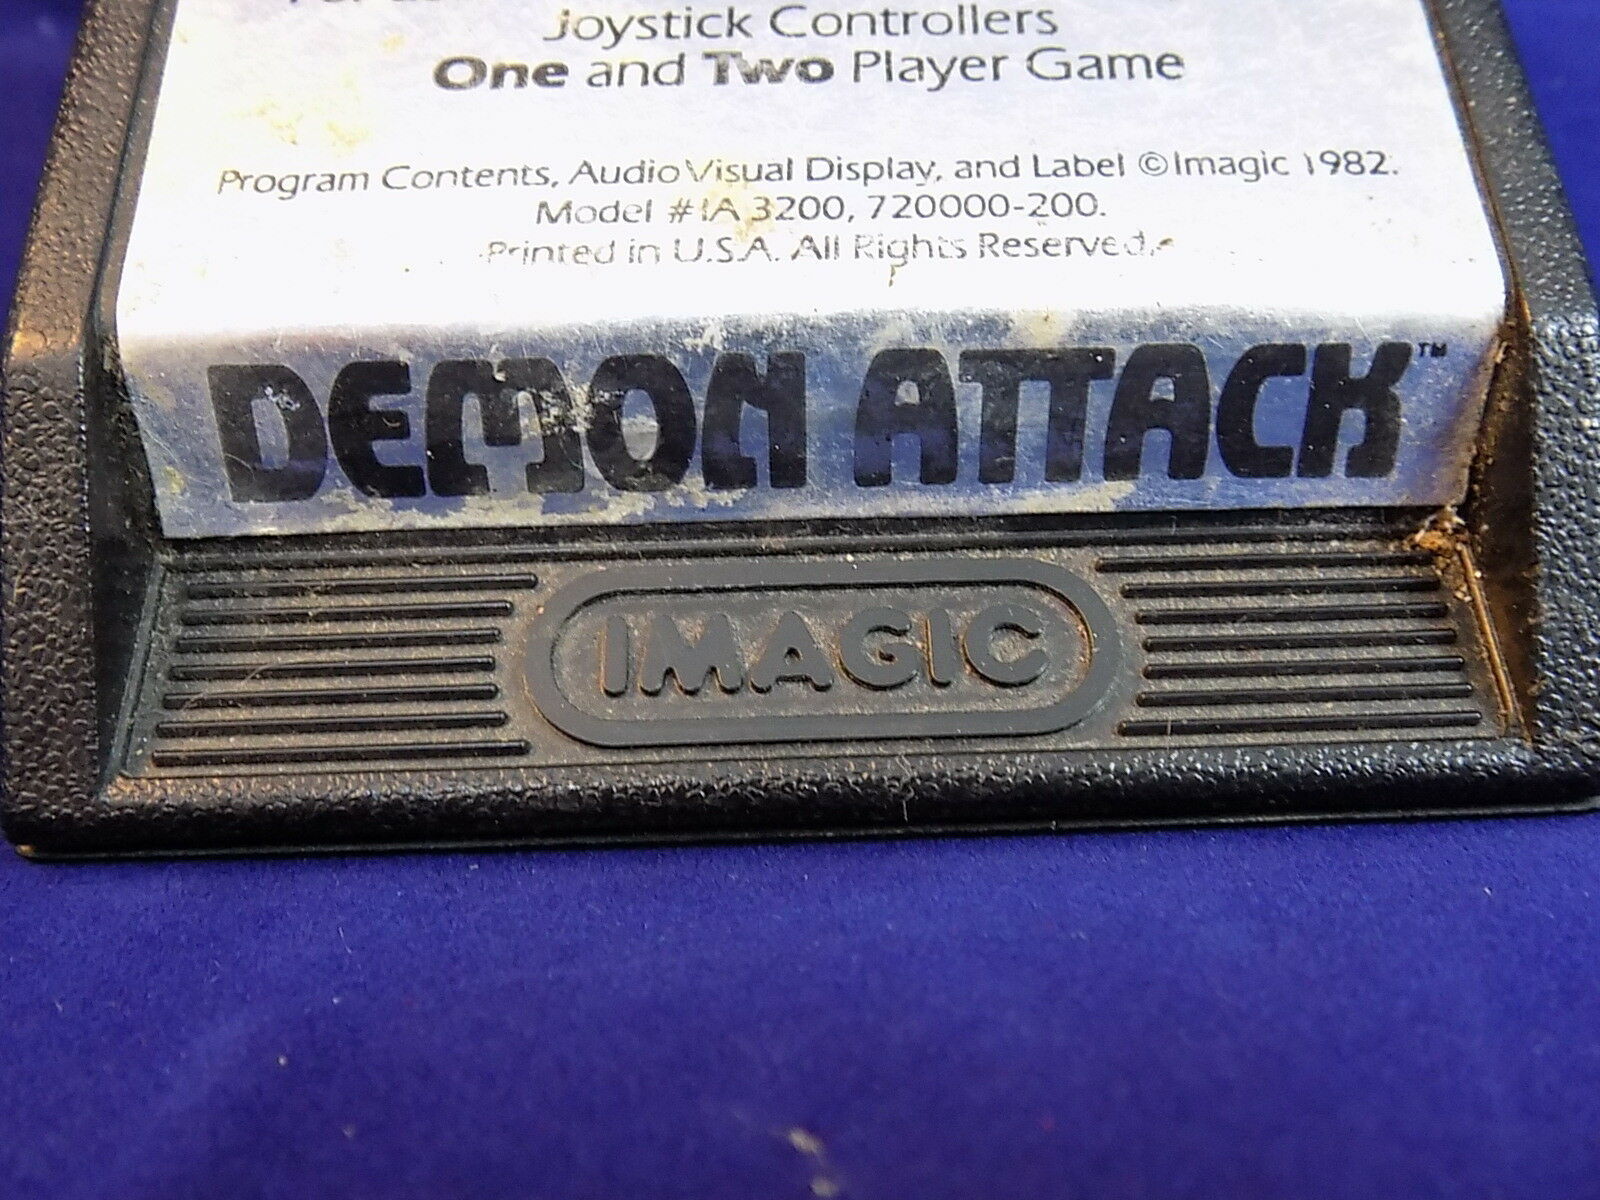 Joystick Controllers
One and Two Player Game
Program Contents, Audio Visual Display, and Label © Imagic 1982.
Model #IA 3200, 720000-200.
Printed in U.S.A. All Rights Reserved.
DEMON ATTACK™
IMAGIC